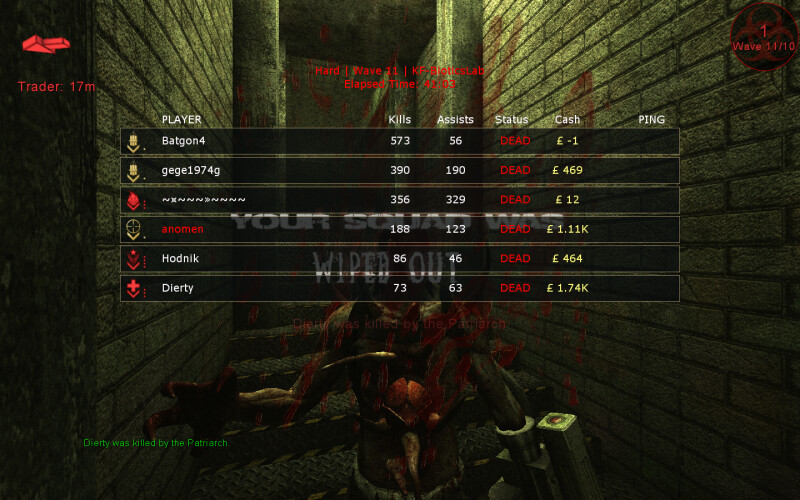 1
Wave 11/10
Hard | Wave 11 | KF-
Elapsed Time:
Trader: 17m
PLAYER Kills Assists Status Cash PING
Batgon4 573 56 DEAD £ -1
gege1974g 390 190 DEAD £ 469
~×~~~»~~~~ 356 329 DEAD £ 12
YOUR SQUAD WAS
anomen 188 123 DEAD £ 1.11K
Hodnik 86 46 DEAD £ 464
WIPED OUT
Dierty 73 63 DEAD £ 1.74K
Dierty was killed by the Patriarch
Dierty was killed by the Patriarch.